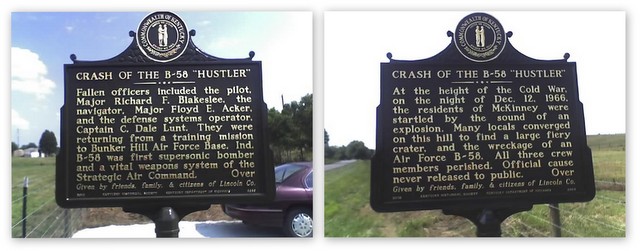 COMMONWEALTH OF KENTUCKY
CRASH OF THE B-58 "HUSTLER"
Fallen officers included the pilot,
Major Richard F. Blakeslee, the
navigator, Major Floyd E. Acker,
and the defense systems operator,
Captain C. Dale Lunt. They were
returning from a training mission
to Bunker Hill Air Force Base, Ind.
B-58 was first supersonic bomber
and a vital weapons system of the
Strategic Air Command. Over
Given by friends, family, & citizens of Lincoln Co.
COMMONWEALTH OF KENTUCKY
CRASH OF THE B-58 "HUSTLER"
At the height of the Cold War,
on the night of Dec. 12, 1966,
the residents of McKinney were
startled by the sound of an
explosion. Many locals converged
on this hill to find a large fiery
crater, and the wreckage of an
Air Force B-58. All three crew
members perished. Official cause
never released to public. Over
Given by friends, family, & citizens of Lincoln Co.